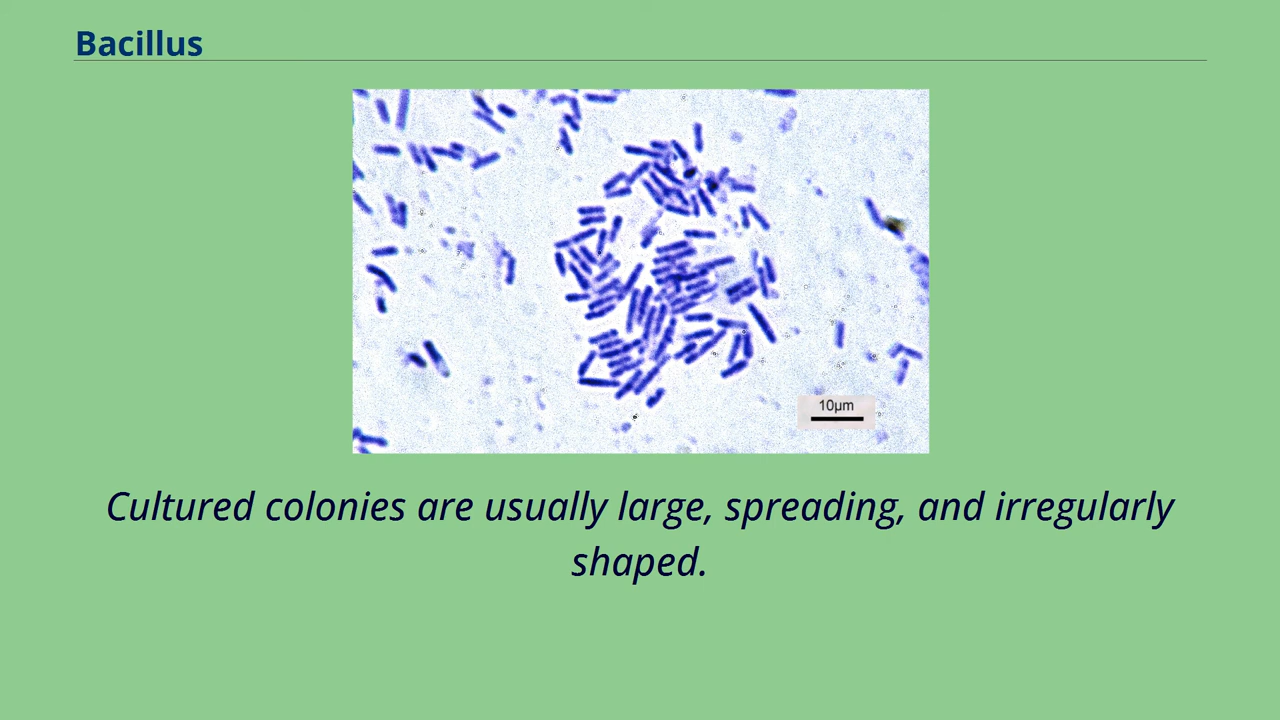 Bacillus
10µm
Cultured colonies are usually large, spreading, and irregularly
shaped.